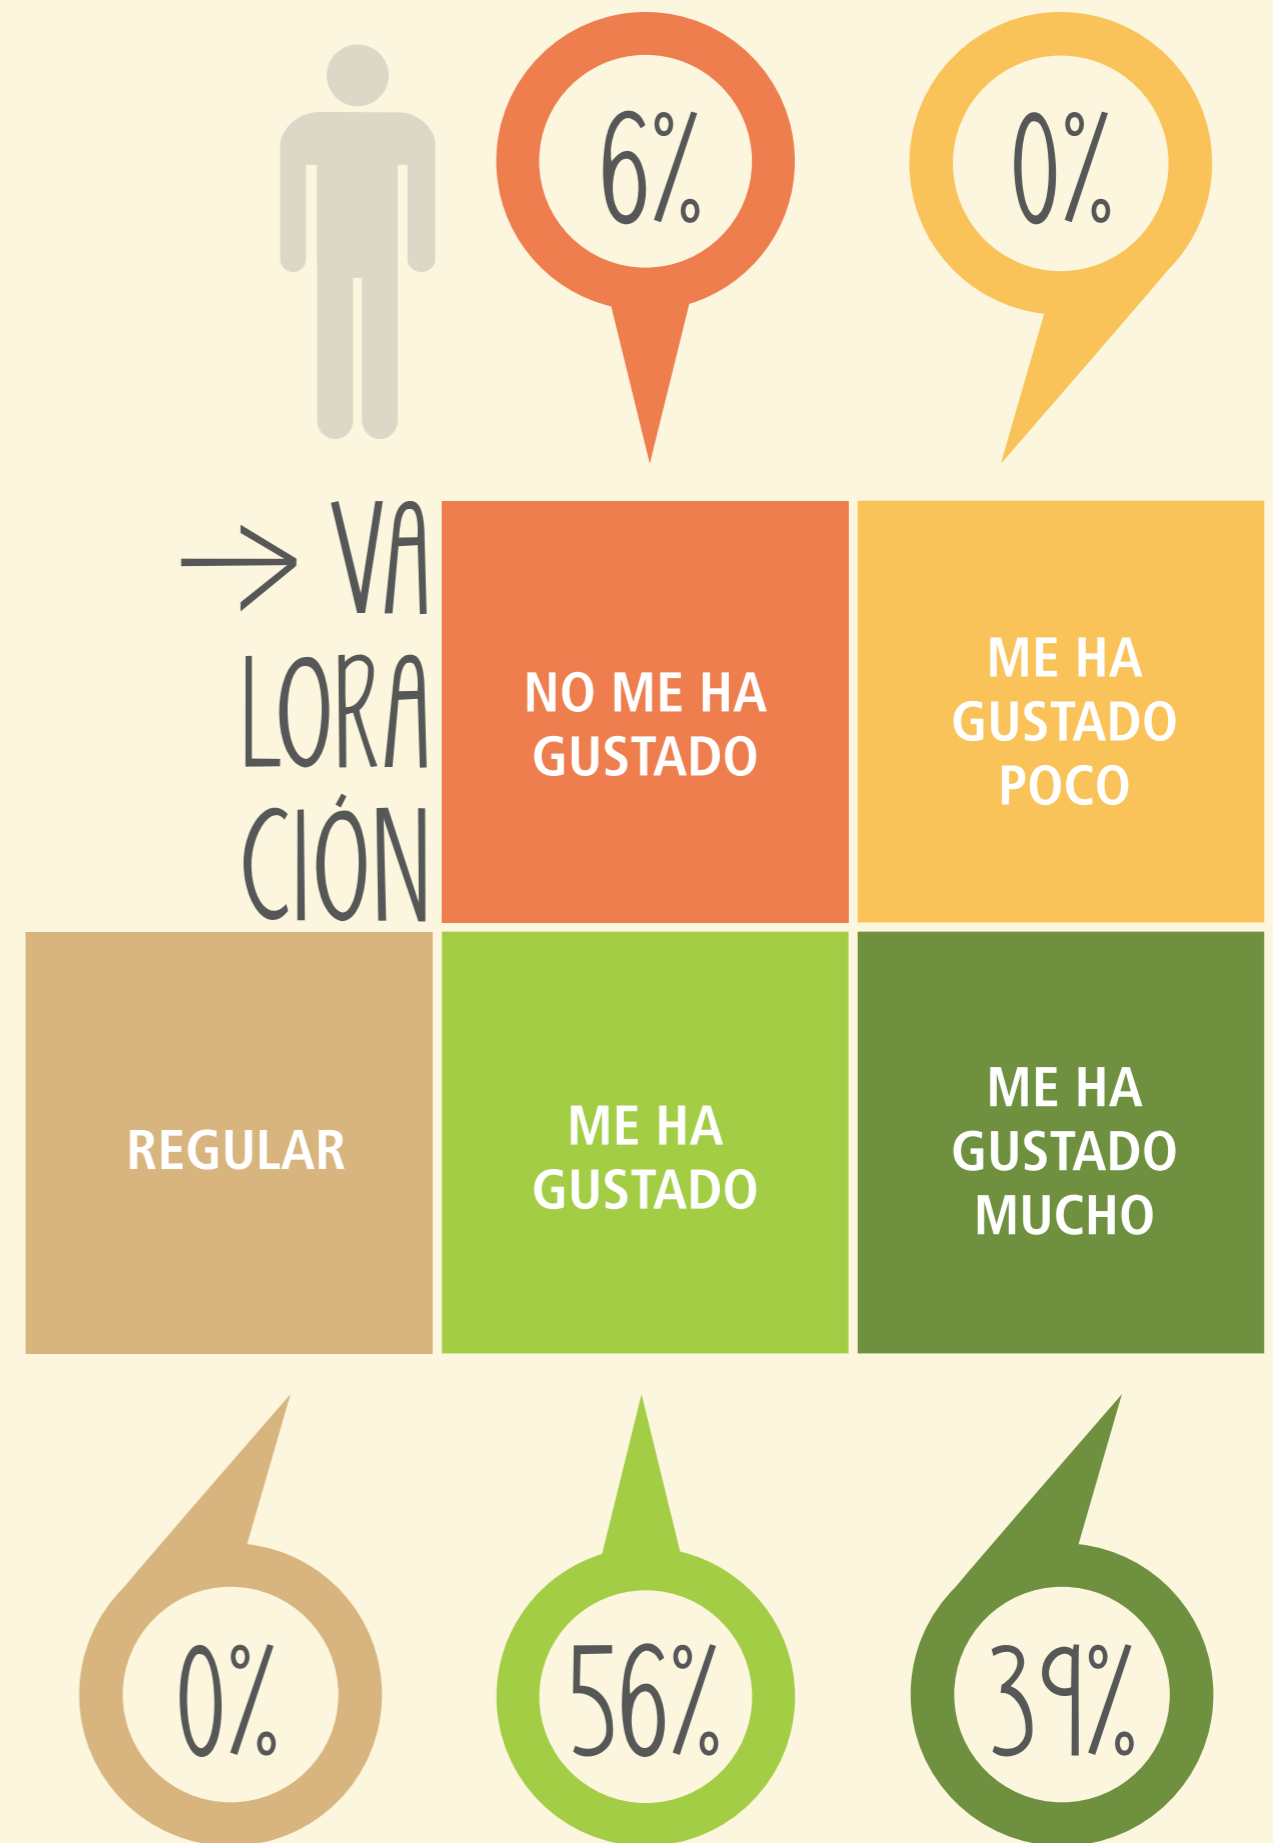 6%
0%
→ VA
LORA
CIÓN
NO ME HA
GUSTADO
ME HA
GUSTADO
POCO
REGULAR
ME HA
GUSTADO
ME HA
GUSTADO
MUCHO
0%
56%
39%